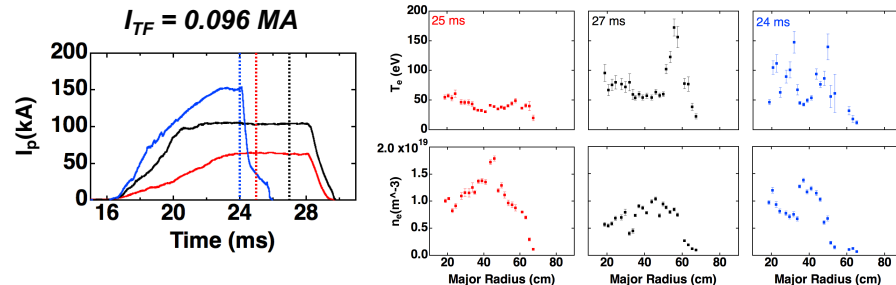 I_TF = 0.096 MA
200
150
100
50
0
I_p(kA)
16 20 24 28
Time (ms)
25 ms
27 ms
24 ms
200
150
100
50
0
T_e (eV)
2.0 x10^19
1.5
1.0
0.5
0.0
n_e(m^-3)
20 40 60 80
20 40 60 80
20 40 60 80
Major Radius (cm)
Major Radius (cm)
Major Radius (cm)